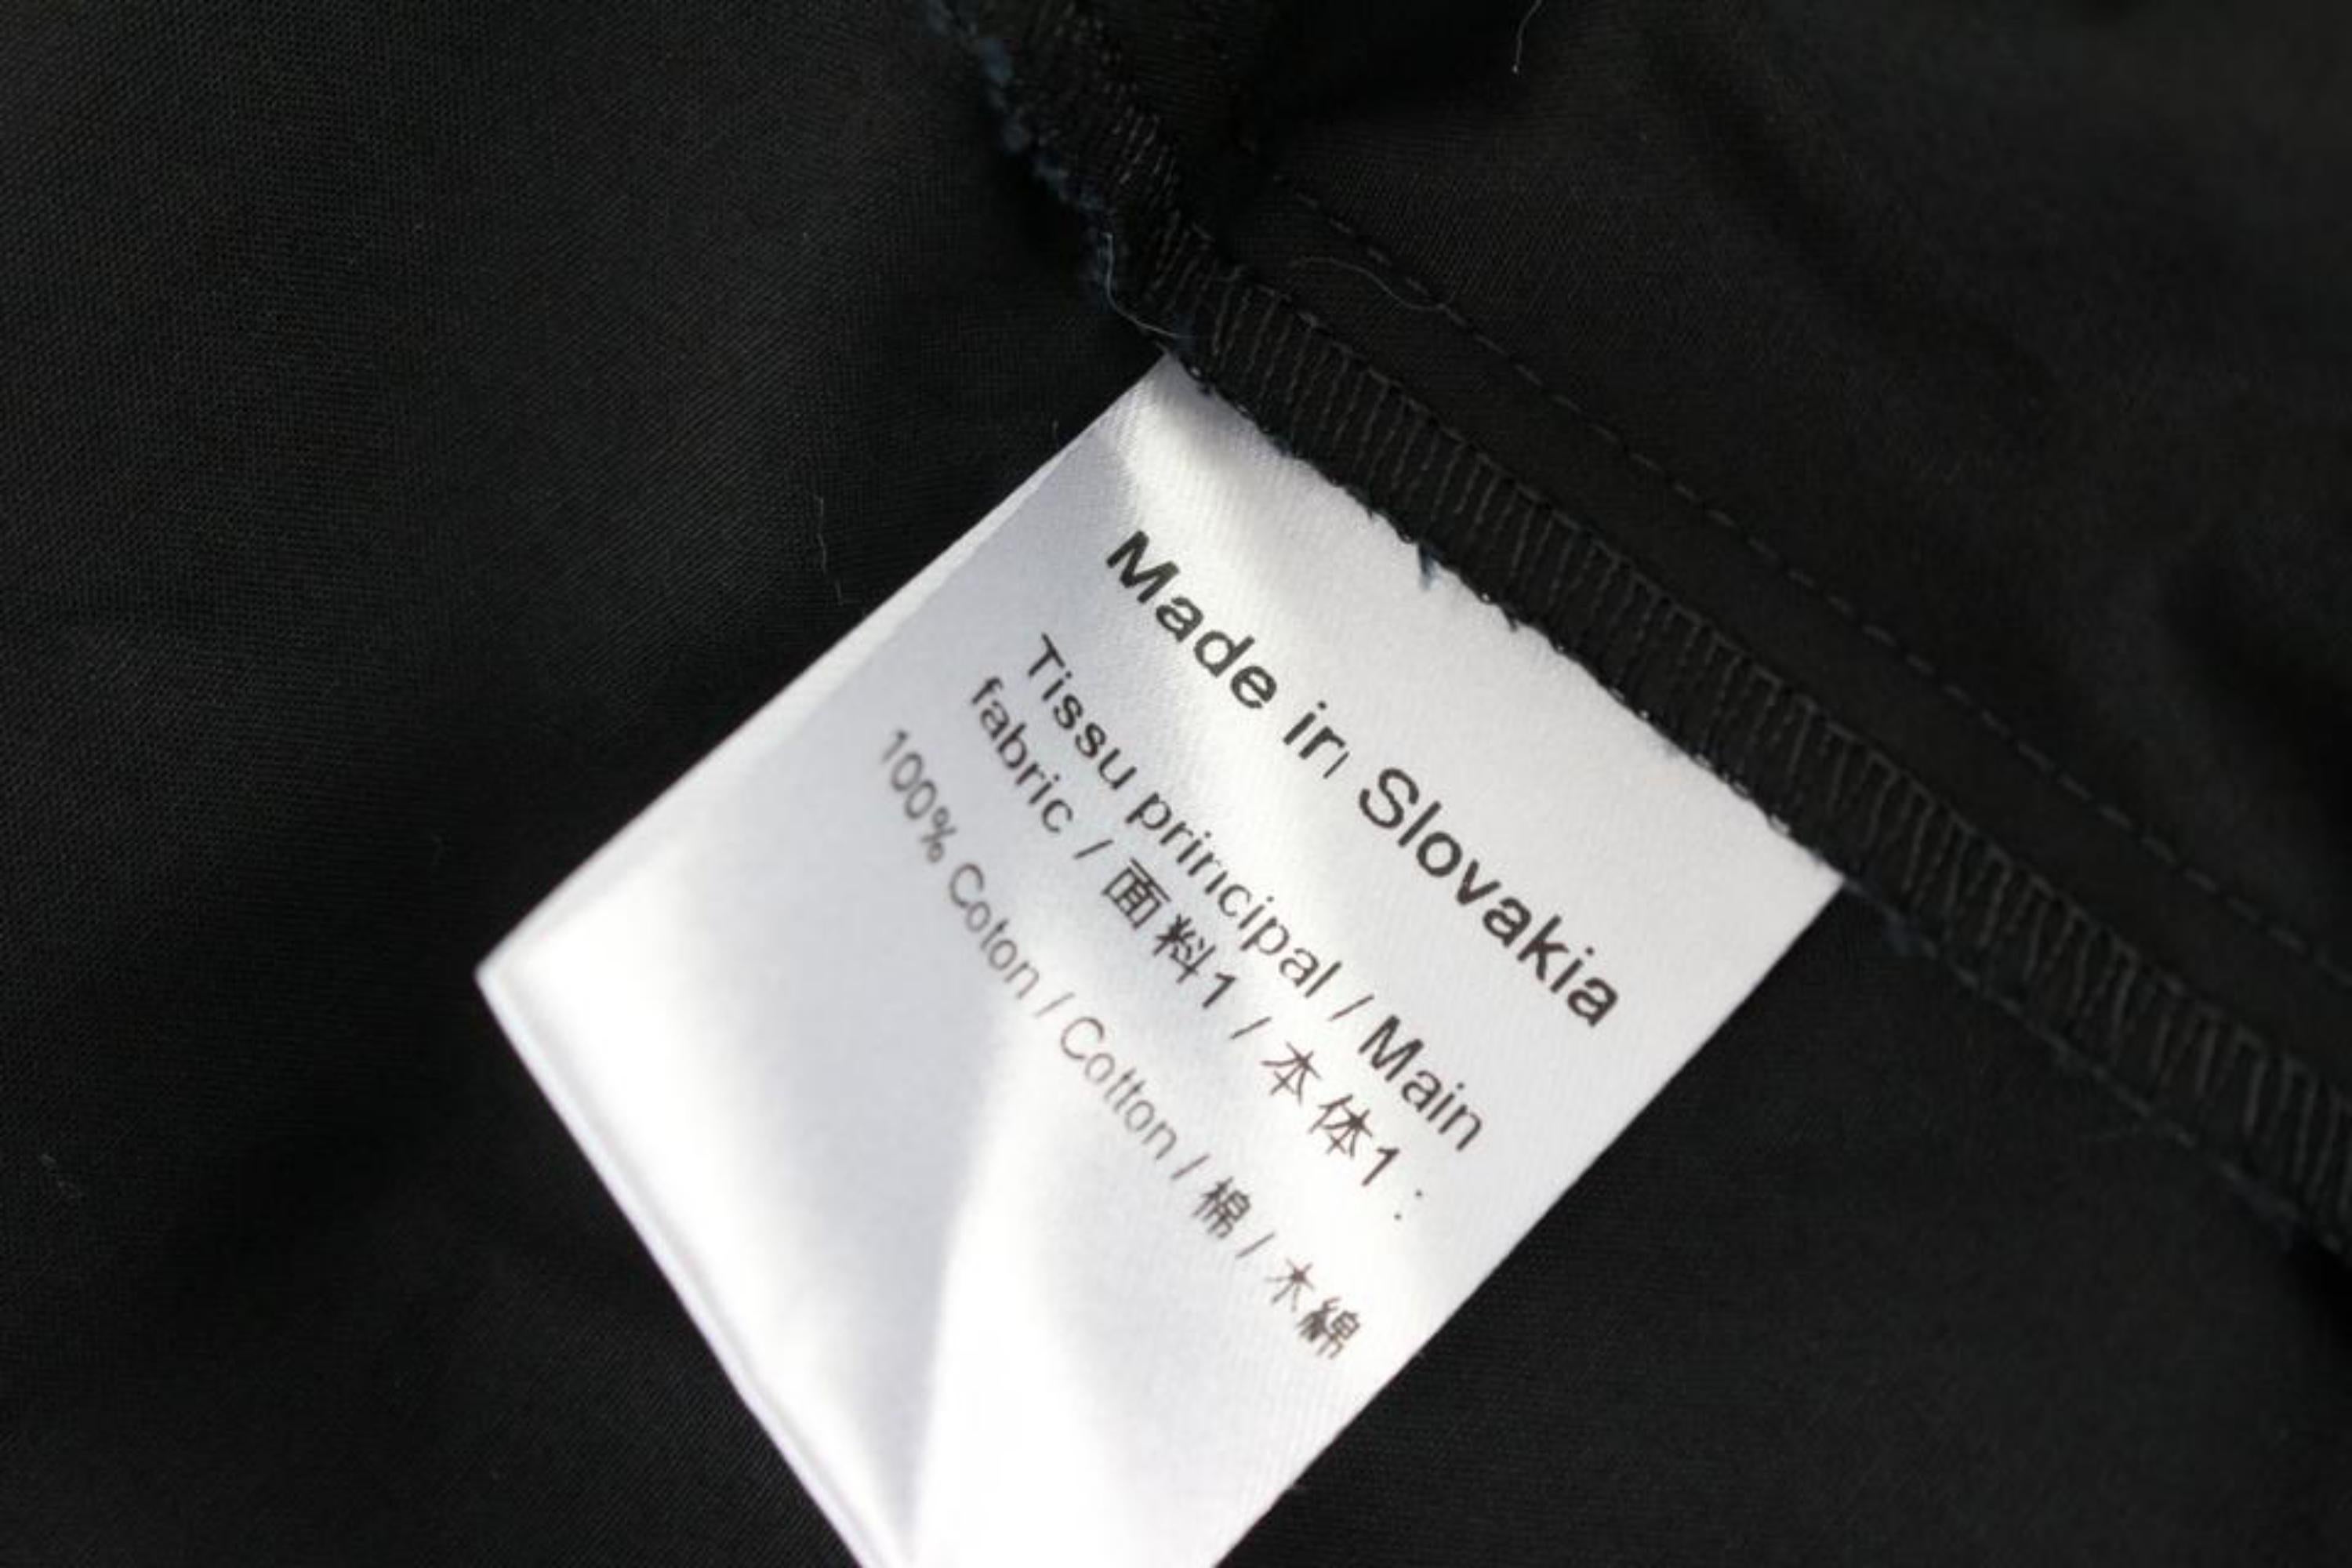 Made in Slovakia
Tissu principal / Main
fabric / 面料1 / 本体1 :
100% Coton / Cotton / 棉 / 木綿